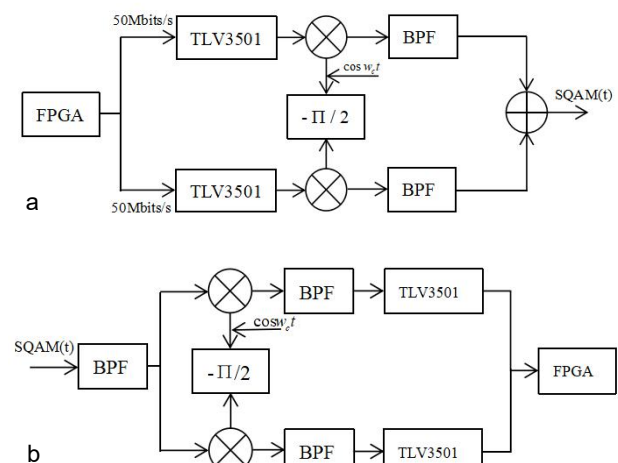 50Mbits/s
TLV3501
BPF
cos w_c t
FPGA
-Π/2
SQAM(t)
TLV3501
BPF
50Mbits/s
a
BPF
TLV3501
cosw_c t
SQAM(t)
BPF
-Π/2
FPGA
BPF
TLV3501
b